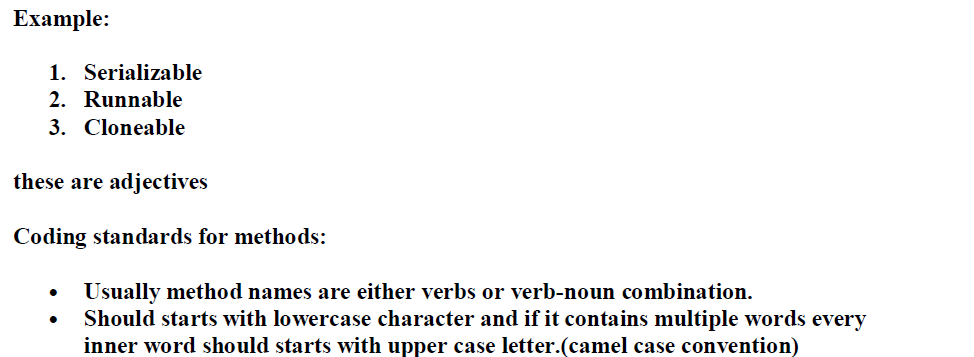 Example:
1. Serializable
2. Runnable
3. Cloneable
these are adjectives
Coding standards for methods:
• Usually method names are either verbs or verb-noun combination.
• Should starts with lowercase character and if it contains multiple words every
inner word should starts with upper case letter.(camel case convention)